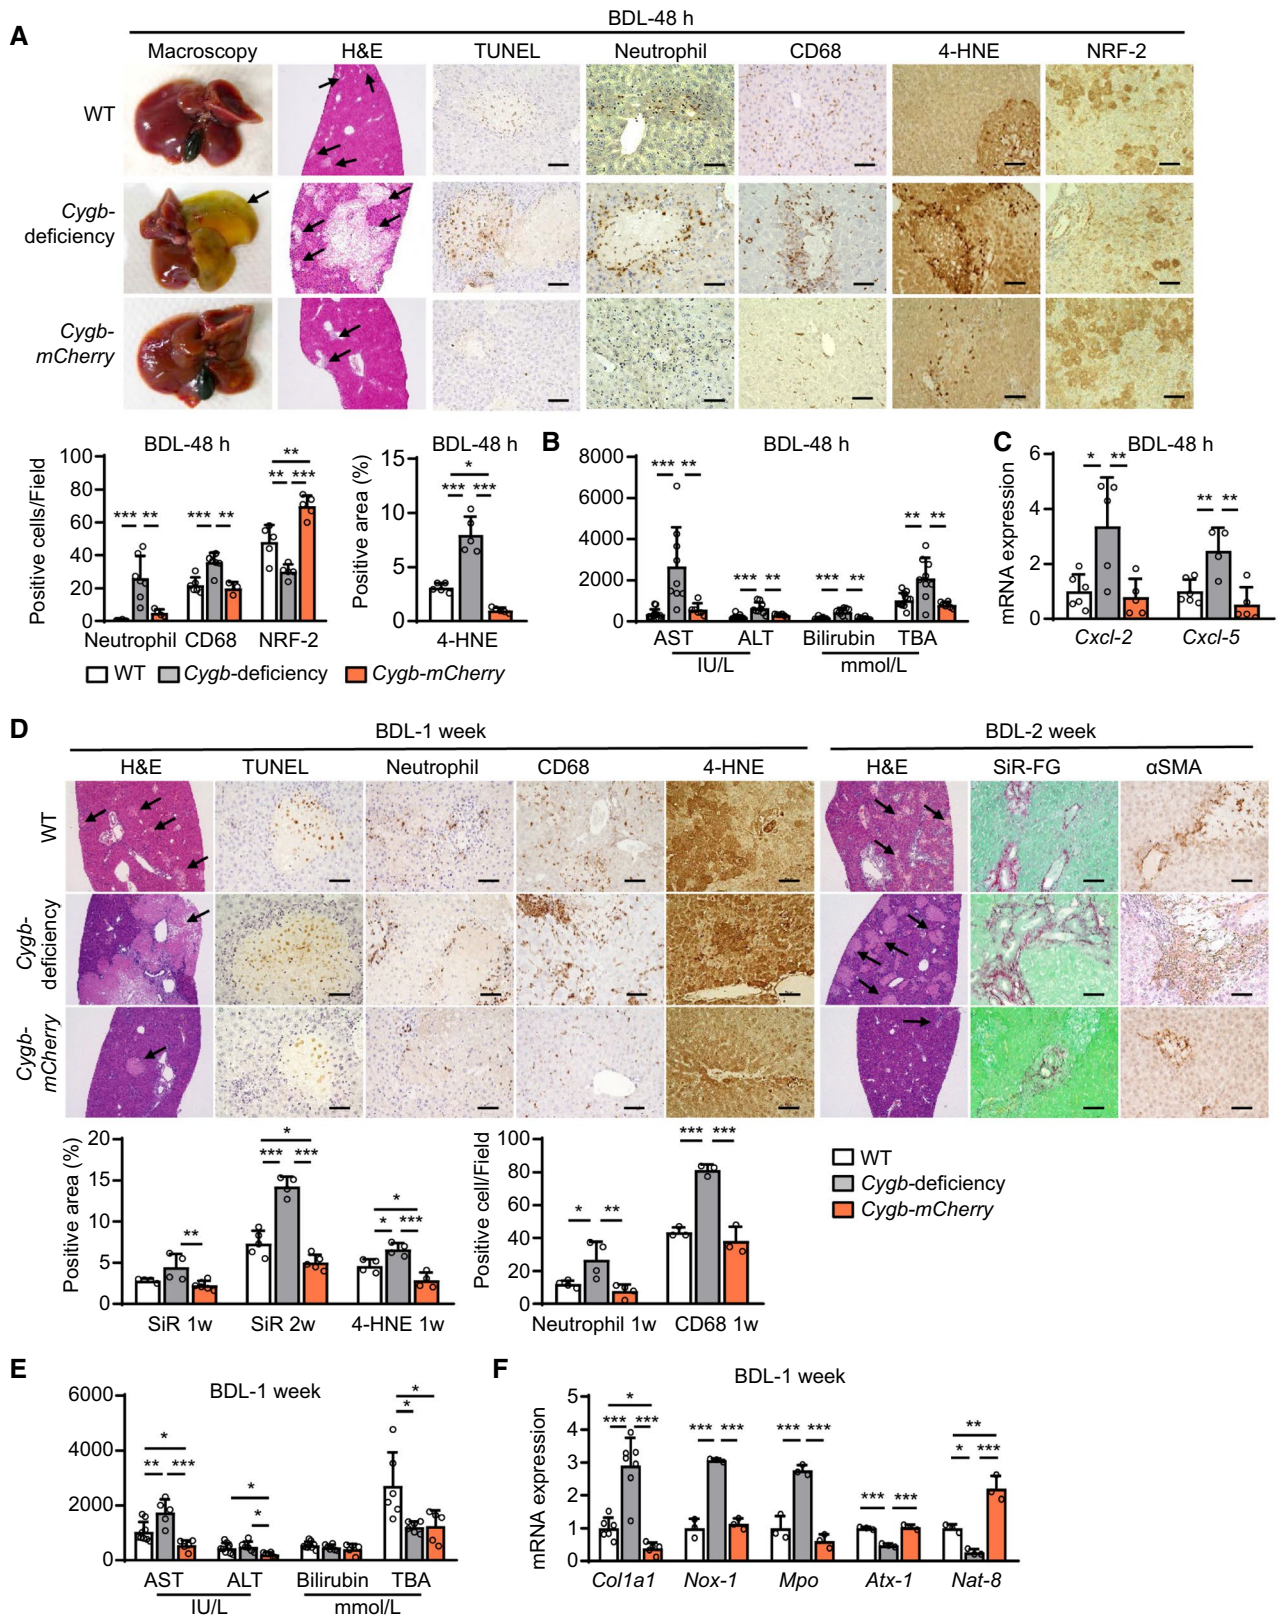 A
BDL-48 h
Macroscopy H&E TUNEL Neutrophil CD68 4-HNE NRF-2
WT
Cygb-
deficiency
Cygb-
mCherry
BDL-48 h
Positive cells/Field
100
80
60
40
20
0
*** ** *** ** ** *** **
Neutrophil CD68 NRF-2
BDL-48 h
Positive area (%)
15
10
5
0
*
*** ***
4-HNE
WT Cygb-deficiency Cygb-mCherry
B
BDL-48 h
8000
6000
4000
2000
0
*** ** *** ** *** ** ** **
AST ALT Bilirubin TBA
IU/L mmol/L
C
BDL-48 h
mRNA expression
6
4
2
0
* ** ** **
Cxcl-2 Cxcl-5
D
BDL-1 week BDL-2 week
H&E TUNEL Neutrophil CD68 4-HNE H&E SiR-FG αSMA
WT
Cygb-
deficiency
Cygb-
mCherry
Positive area (%)
20
15
10
5
0
** * *** *** * * ***
SiR 1w SiR 2w 4-HNE 1w
Positive cell/Field
100
80
60
40
20
0
* ** *** ***
Neutrophil 1w CD68 1w
WT
Cygb-deficiency
Cygb-mCherry
E
BDL-1 week
6000
4000
2000
0
*
** ***
*
*
*
*
AST ALT Bilirubin TBA
IU/L mmol/L
F
BDL-1 week
mRNA expression
5
4
3
2
1
0
*
*** *** *** *** *** *** *** ***
**
* ***
Col1a1 Nox-1 Mpo Atx-1 Nat-8